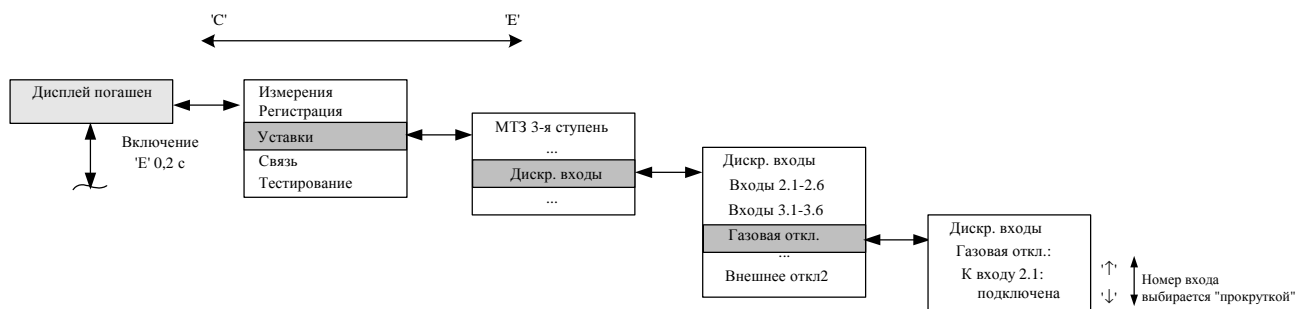 'C'
'E'
Дисплей погашен
Включение
'E' 0,2 с
Измерения
Регистрация
Уставки
Связь
Тестирование
МТЗ 3-я ступень
...
Дискр. входы
...
Дискр. входы
Входы 2.1-2.6
Входы 3.1-3.6
Газовая откл.
...
Внешнее откл2
Дискр. входы
Газовая откл.:
К входу 2.1:
подключена
'↑'
'↓'
Номер входа
выбирается "прокруткой"